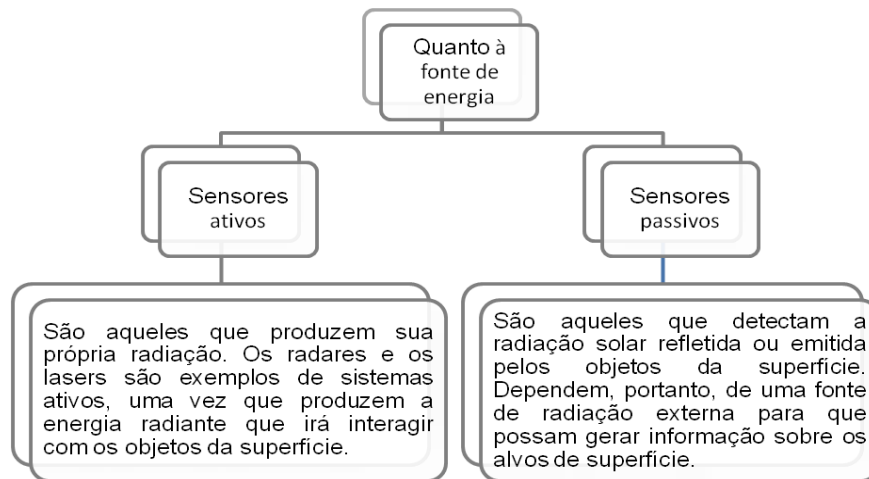 Quanto à
fonte de
energia
Sensores
ativos
Sensores
passivos
São aqueles que produzem sua
própria radiação. Os radares e os
lasers são exemplos de sistemas
ativos, uma vez que produzem a
energia radiante que irá interagir
com os objetos da superfície.
São aqueles que detectam a
radiação solar refletida ou emitida
pelos objetos da superfície.
Dependem, portanto, de uma fonte
de radiação externa para que
possam gerar informação sobre os
alvos de superfície.